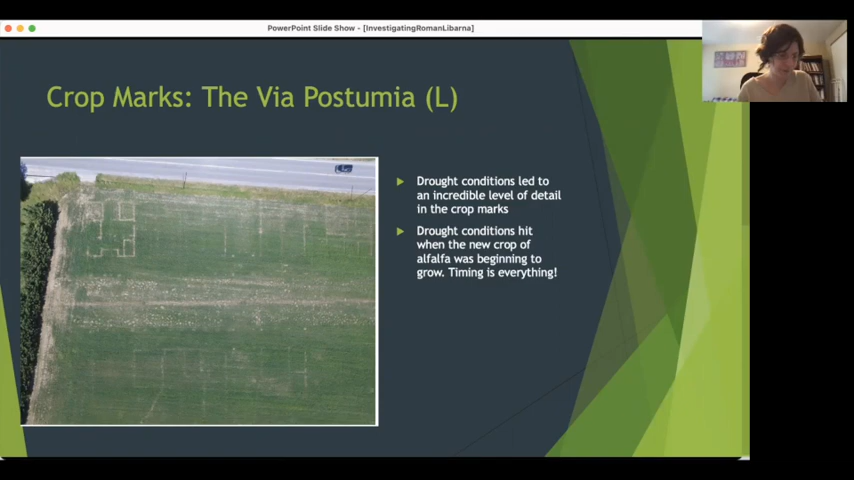 PowerPoint Slide Show - [InvestigatingRomanLibarna]
Crop Marks: The Via Postumia (L)
Drought conditions led to
an incredible level of detail
in the crop marks
Drought conditions hit
when the new crop of
alfalfa was beginning to
grow. Timing is everything!